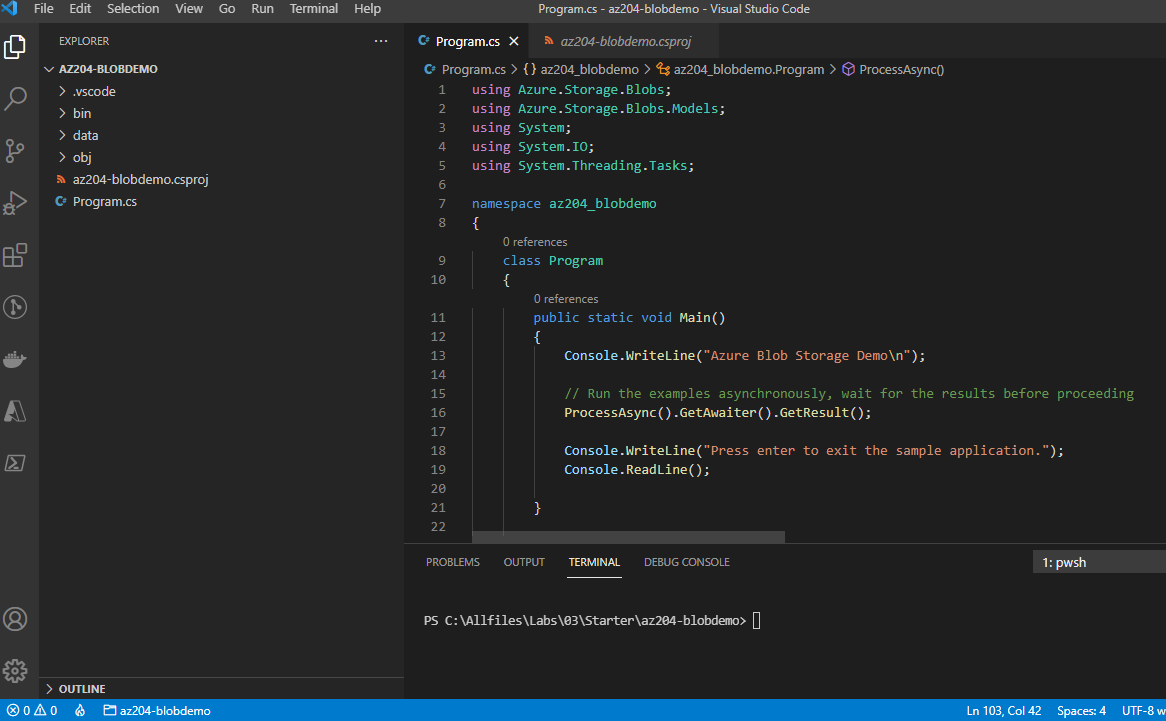 File Edit Selection View Go Run Terminal Help Program.cs - az204-blobdemo - Visual Studio Code
EXPLORER ···
AZ204-BLOBDEMO
.vscode
bin
data
obj
az204-blobdemo.csproj
C# Program.cs
OUTLINE
C# Program.cs × az204-blobdemo.csproj
C# Program.cs > {} az204_blobdemo > az204_blobdemo.Program > ProcessAsync()
1 using Azure.Storage.Blobs;
2 using Azure.Storage.Blobs.Models;
3 using System;
4 using System.IO;
5 using System.Threading.Tasks;
6
7 namespace az204_blobdemo
8 {
0 references
9 class Program
10 {
0 references
11 public static void Main()
12 {
13 Console.WriteLine("Azure Blob Storage Demo\n");
14
15 // Run the examples asynchronously, wait for the results before proceeding
16 ProcessAsync().GetAwaiter().GetResult();
17
18 Console.WriteLine("Press enter to exit the sample application.");
19 Console.ReadLine();
20
21 }
22
PROBLEMS OUTPUT TERMINAL DEBUG CONSOLE 1: pwsh
PS C:\Allfiles\Labs\03\Starter\az204-blobdemo>
0 0 az204-blobdemo Ln 103, Col 42 Spaces: 4 UTF-8 w